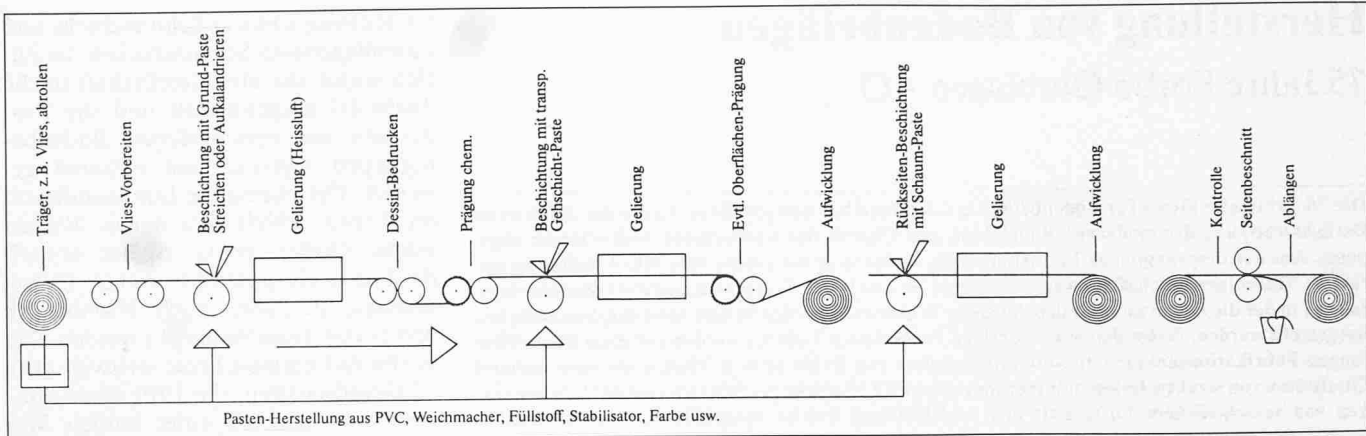 Träger, z.B. Vlies, abrollen
Vlies-Vorbereiten
Beschichtung mit Grund-Paste
Streichen oder Aufkalandrieren
Gelierung (Heissluft)
Dessin-Bedrucken
Prägung chem.
Beschichtung mit transp.
Gehschicht-Paste
Gelierung
Evtl. Oberflächen-Prägung
Aufwicklung
Rückseiten-Beschichtung
mit Schaum-Paste
Gelierung
Aufwicklung
Kontrolle
Seitenbeschnitt
Ablängen
Pasten-Herstellung aus PVC, Weichmacher, Füllstoff, Stabilisator, Farbe usw.